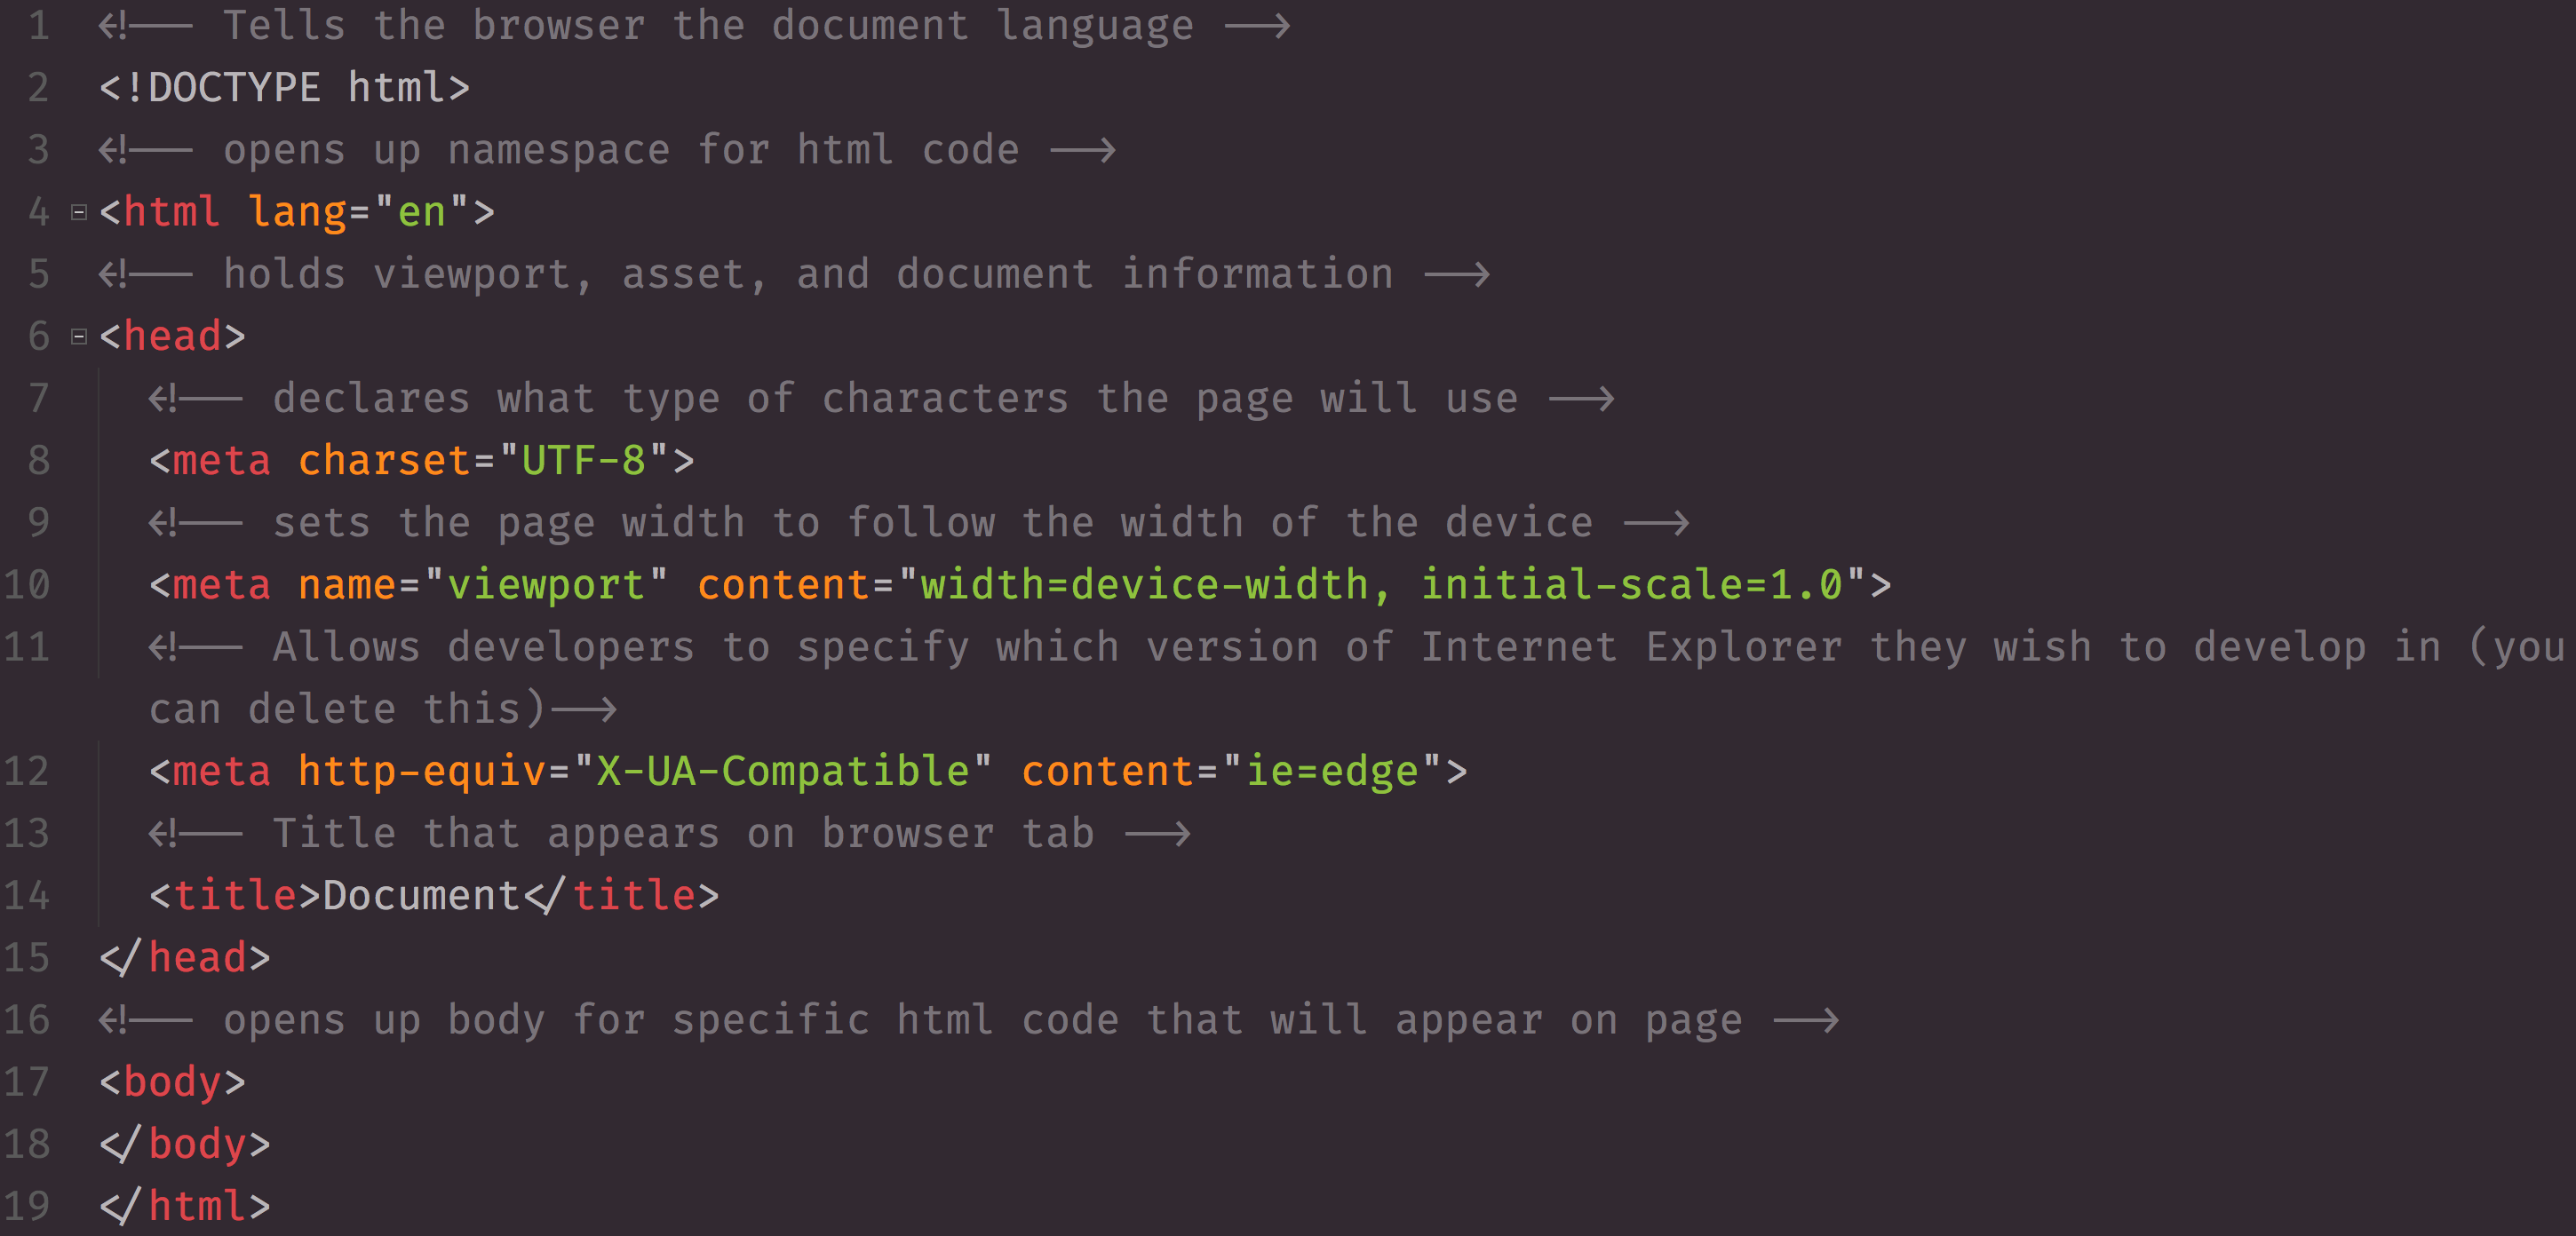 1 <!-- Tells the browser the document language -->
2 <!DOCTYPE html>
3 <!-- opens up namespace for html code -->
4 <html lang="en">
5 <!-- holds viewport, asset, and document information -->
6 <head>
7 <!-- declares what type of characters the page will use -->
8 <meta charset="UTF-8">
9 <!-- sets the page width to follow the width of the device -->
10 <meta name="viewport" content="width=device-width, initial-scale=1.0">
11 <!-- Allows developers to specify which version of Internet Explorer they wish to develop in (you
can delete this)-->
12 <meta http-equiv="X-UA-Compatible" content="ie=edge">
13 <!-- Title that appears on browser tab -->
14 <title>Document</title>
15 </head>
16 <!-- opens up body for specific html code that will appear on page -->
17 <body>
18 </body>
19 </html>